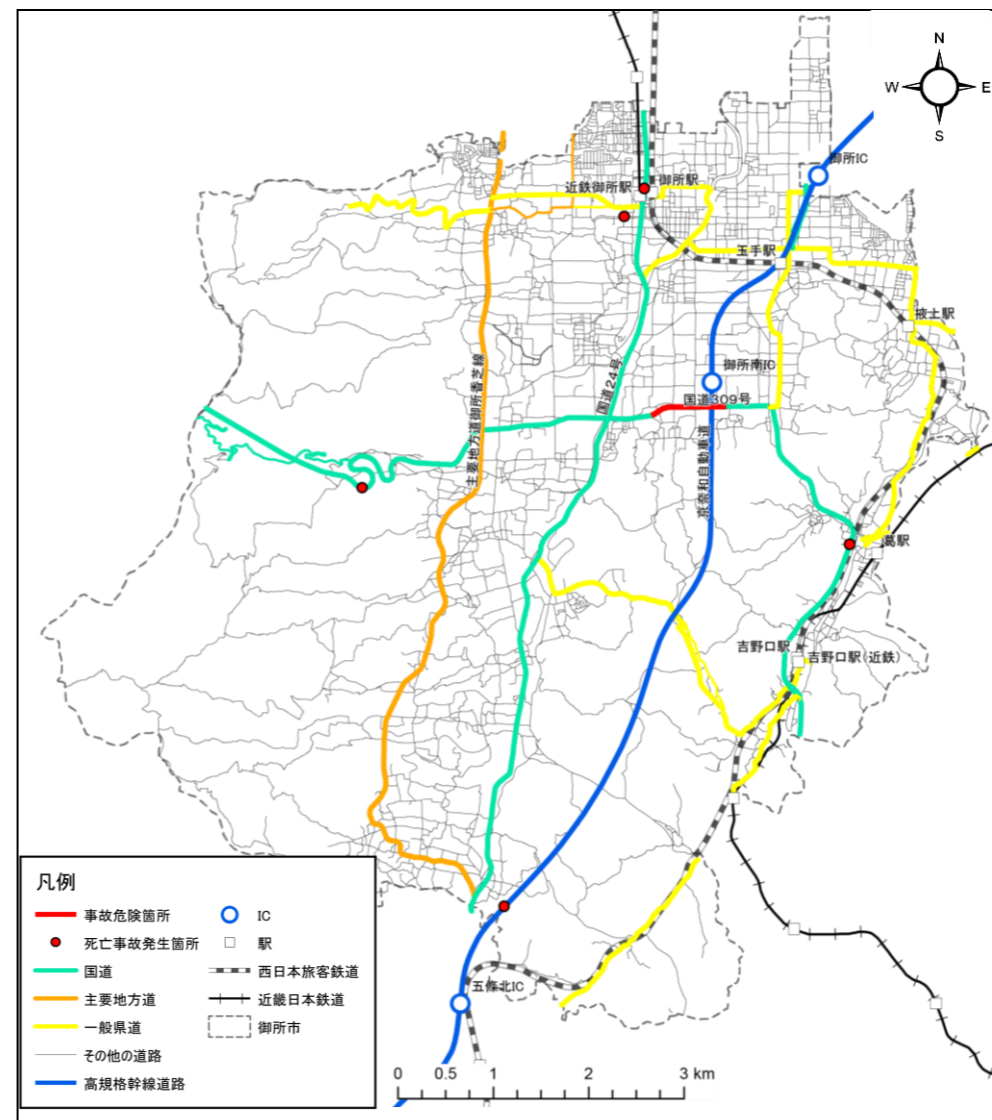 N
W
E
S
御所IC
近鉄御所駅
御所駅
玉手駅
掖上駅
御所南IC
国道24号
国道309号
主要地方道御所香芝線
京奈和自動車道
葛駅
吉野口駅
吉野口駅(近鉄)
五條北IC
凡例
事故危険箇所
IC
死亡事故発生箇所
駅
国道
西日本旅客鉄道
主要地方道
近畿日本鉄道
一般県道
御所市
その他の道路
高規格幹線道路
0 0.5 1 2 3 km